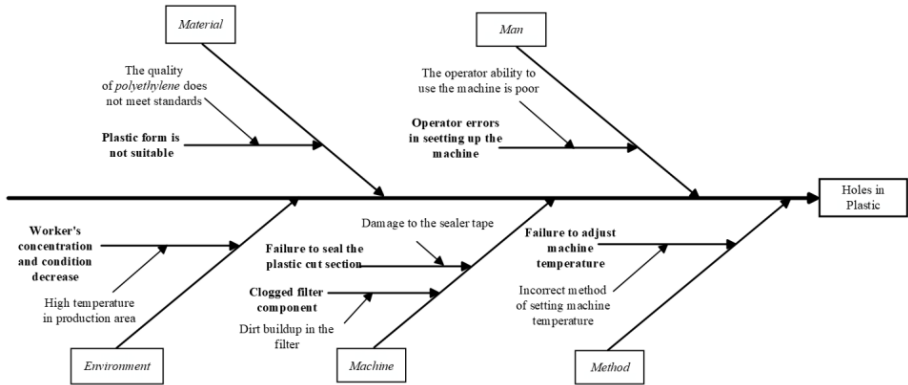 Material
Man
The quality
of polyethylene does
not meet standards
Plastic form is
not suitable
The operator ability to
use the machine is poor
Operator errors
in seetting up the
machine
Holes in
Plastic
Worker's
concentration
and condition
decrease
High temperature
in production area
Damage to the sealer tape
Failure to seal the
plastic cut section
Clogged filter
component
Dirt buildup in the
filter
Failure to adjust
machine
temperature
Incorrect method
of setting machine
temperature
Environment
Machine
Method